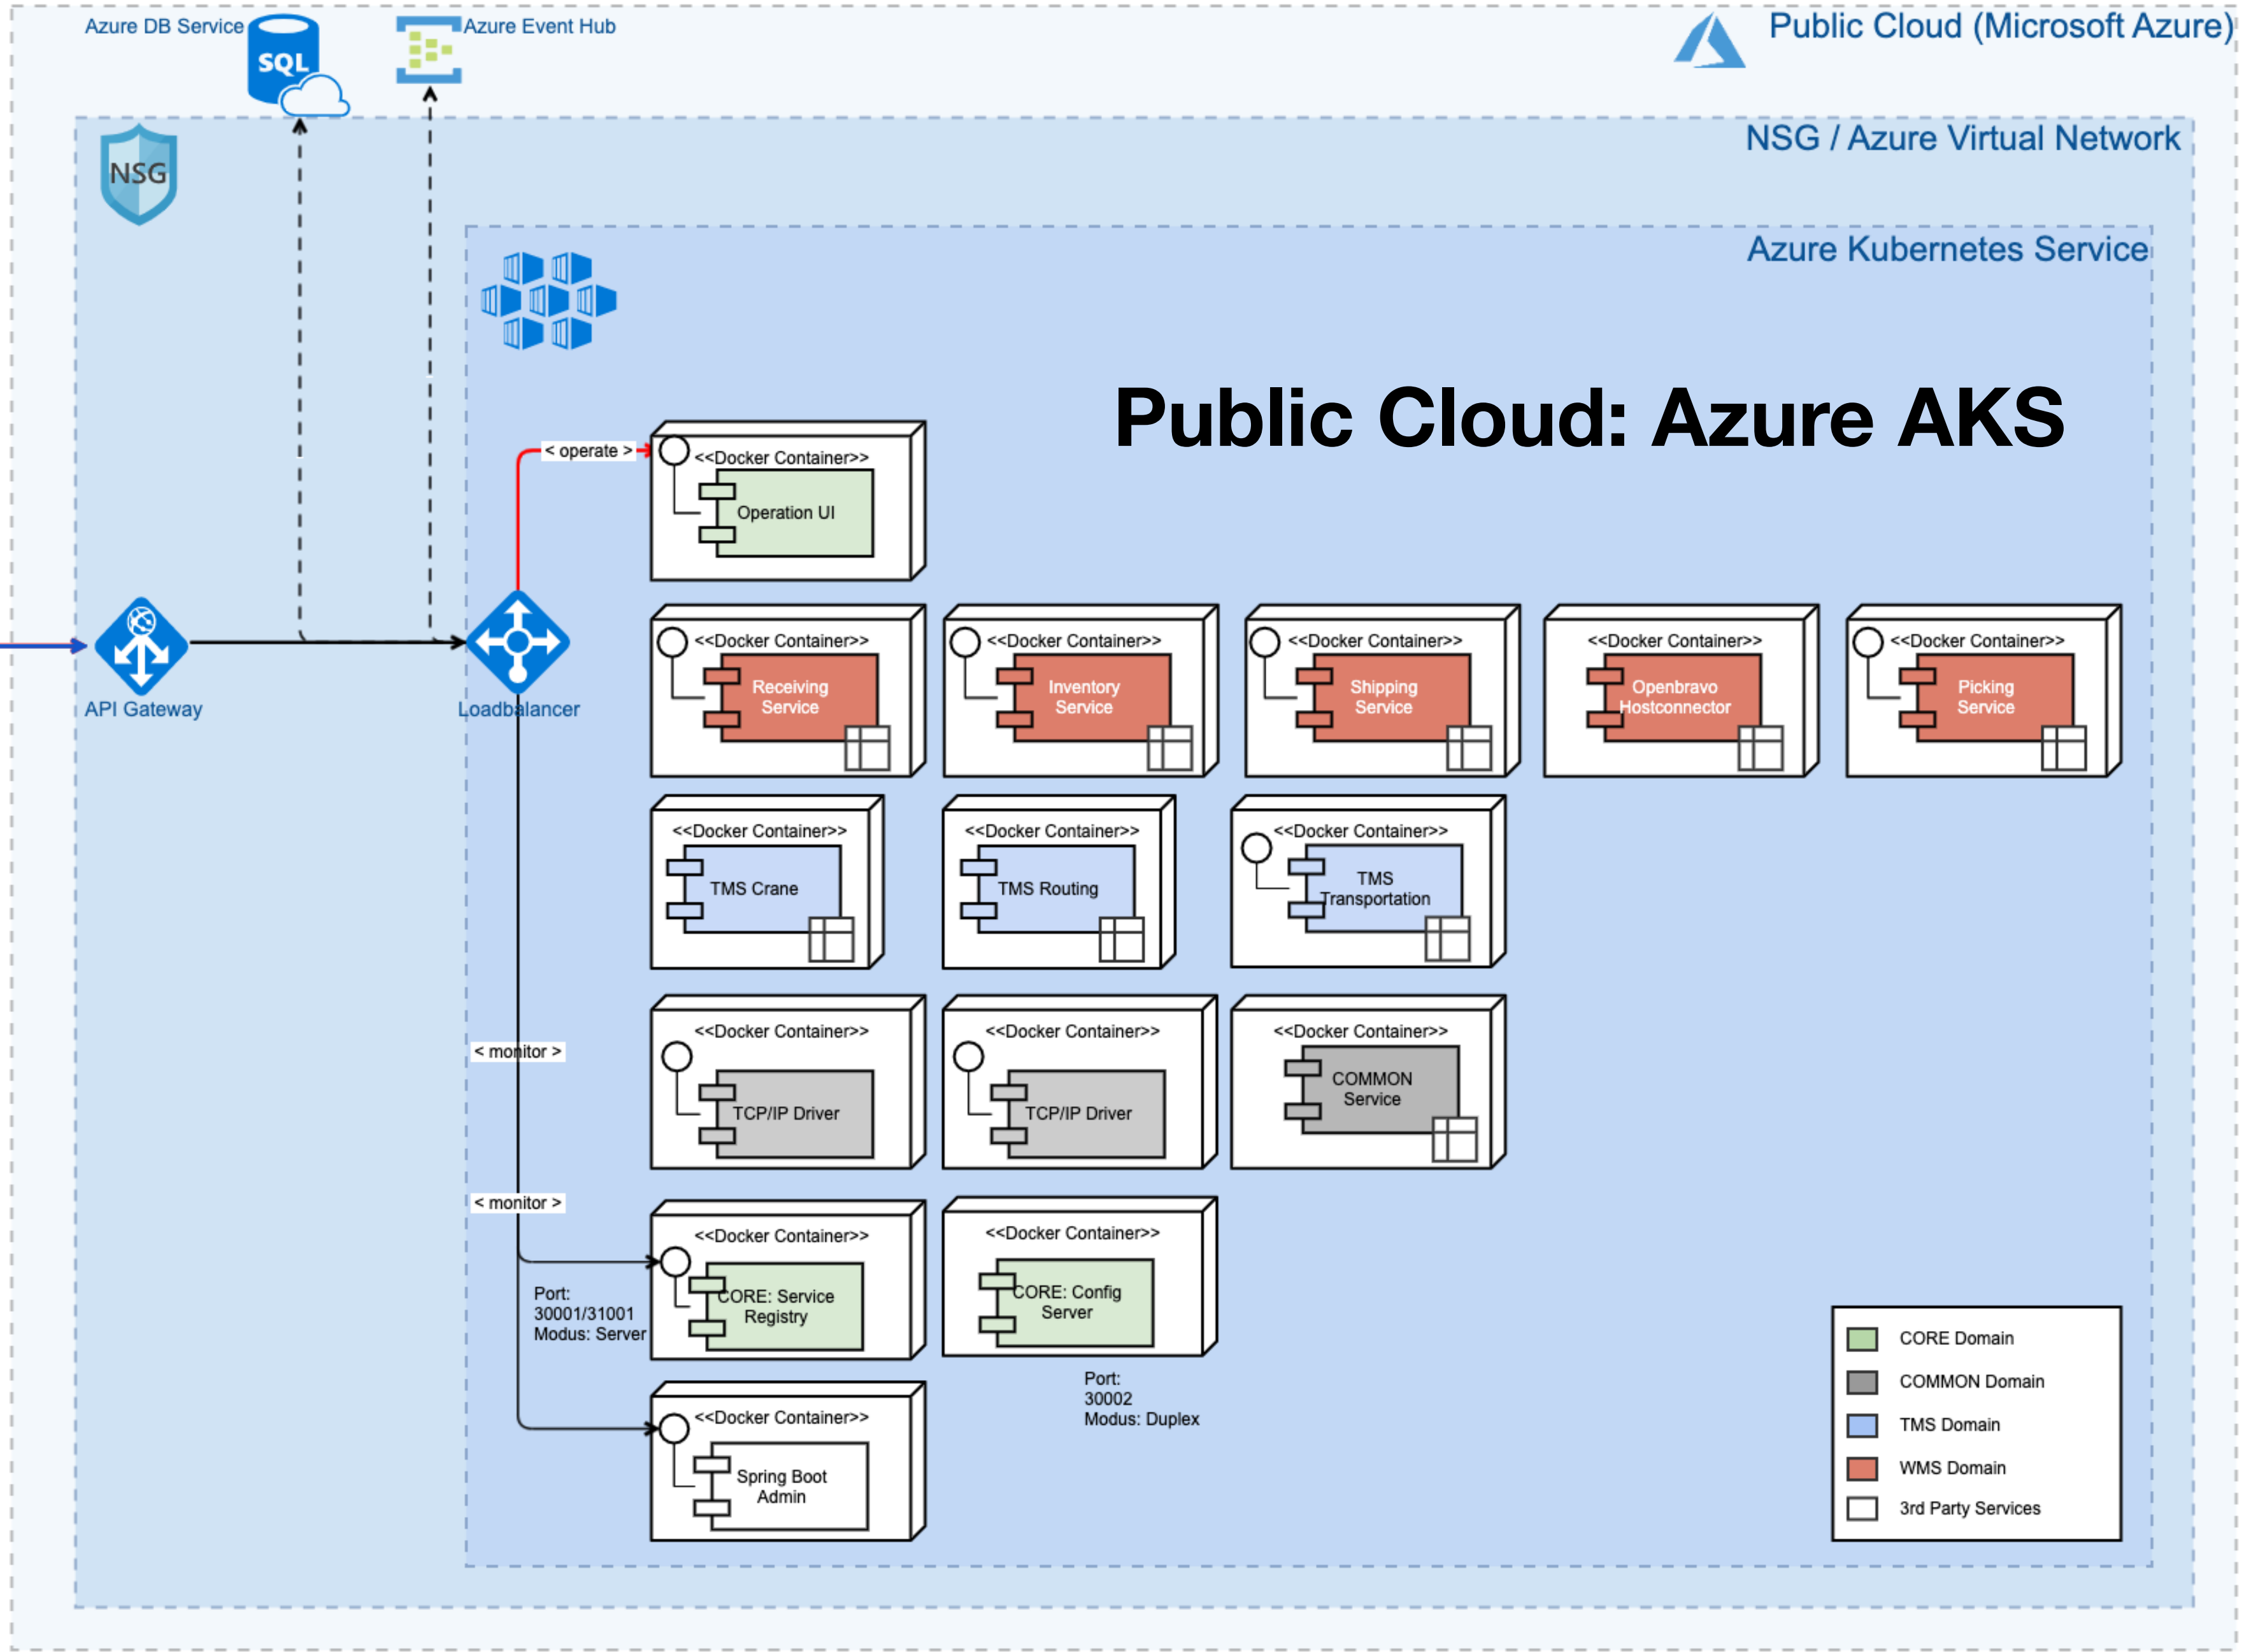 Azure DB Service
SQL
Azure Event Hub
Public Cloud (Microsoft Azure)
NSG
NSG / Azure Virtual Network
Azure Kubernetes Service
Public Cloud: Azure AKS
< operate >
<<Docker Container>>
Operation UI
API Gateway
Loadbalancer
<<Docker Container>>
Receiving
Service
<<Docker Container>>
Inventory
Service
<<Docker Container>>
Shipping
Service
<<Docker Container>>
Openbravo
Hostconnector
<<Docker Container>>
Picking
Service
<<Docker Container>>
TMS Crane
<<Docker Container>>
TMS Routing
<<Docker Container>>
TMS
Transportation
< monitor >
<<Docker Container>>
TCP/IP Driver
<<Docker Container>>
TCP/IP Driver
<<Docker Container>>
COMMON
Service
< monitor >
<<Docker Container>>
CORE: Service
Registry
Port:
30001/31001
Modus: Server
<<Docker Container>>
CORE: Config
Server
Port:
30002
Modus: Duplex
<<Docker Container>>
Spring Boot
Admin
CORE Domain
COMMON Domain
TMS Domain
WMS Domain
3rd Party Services